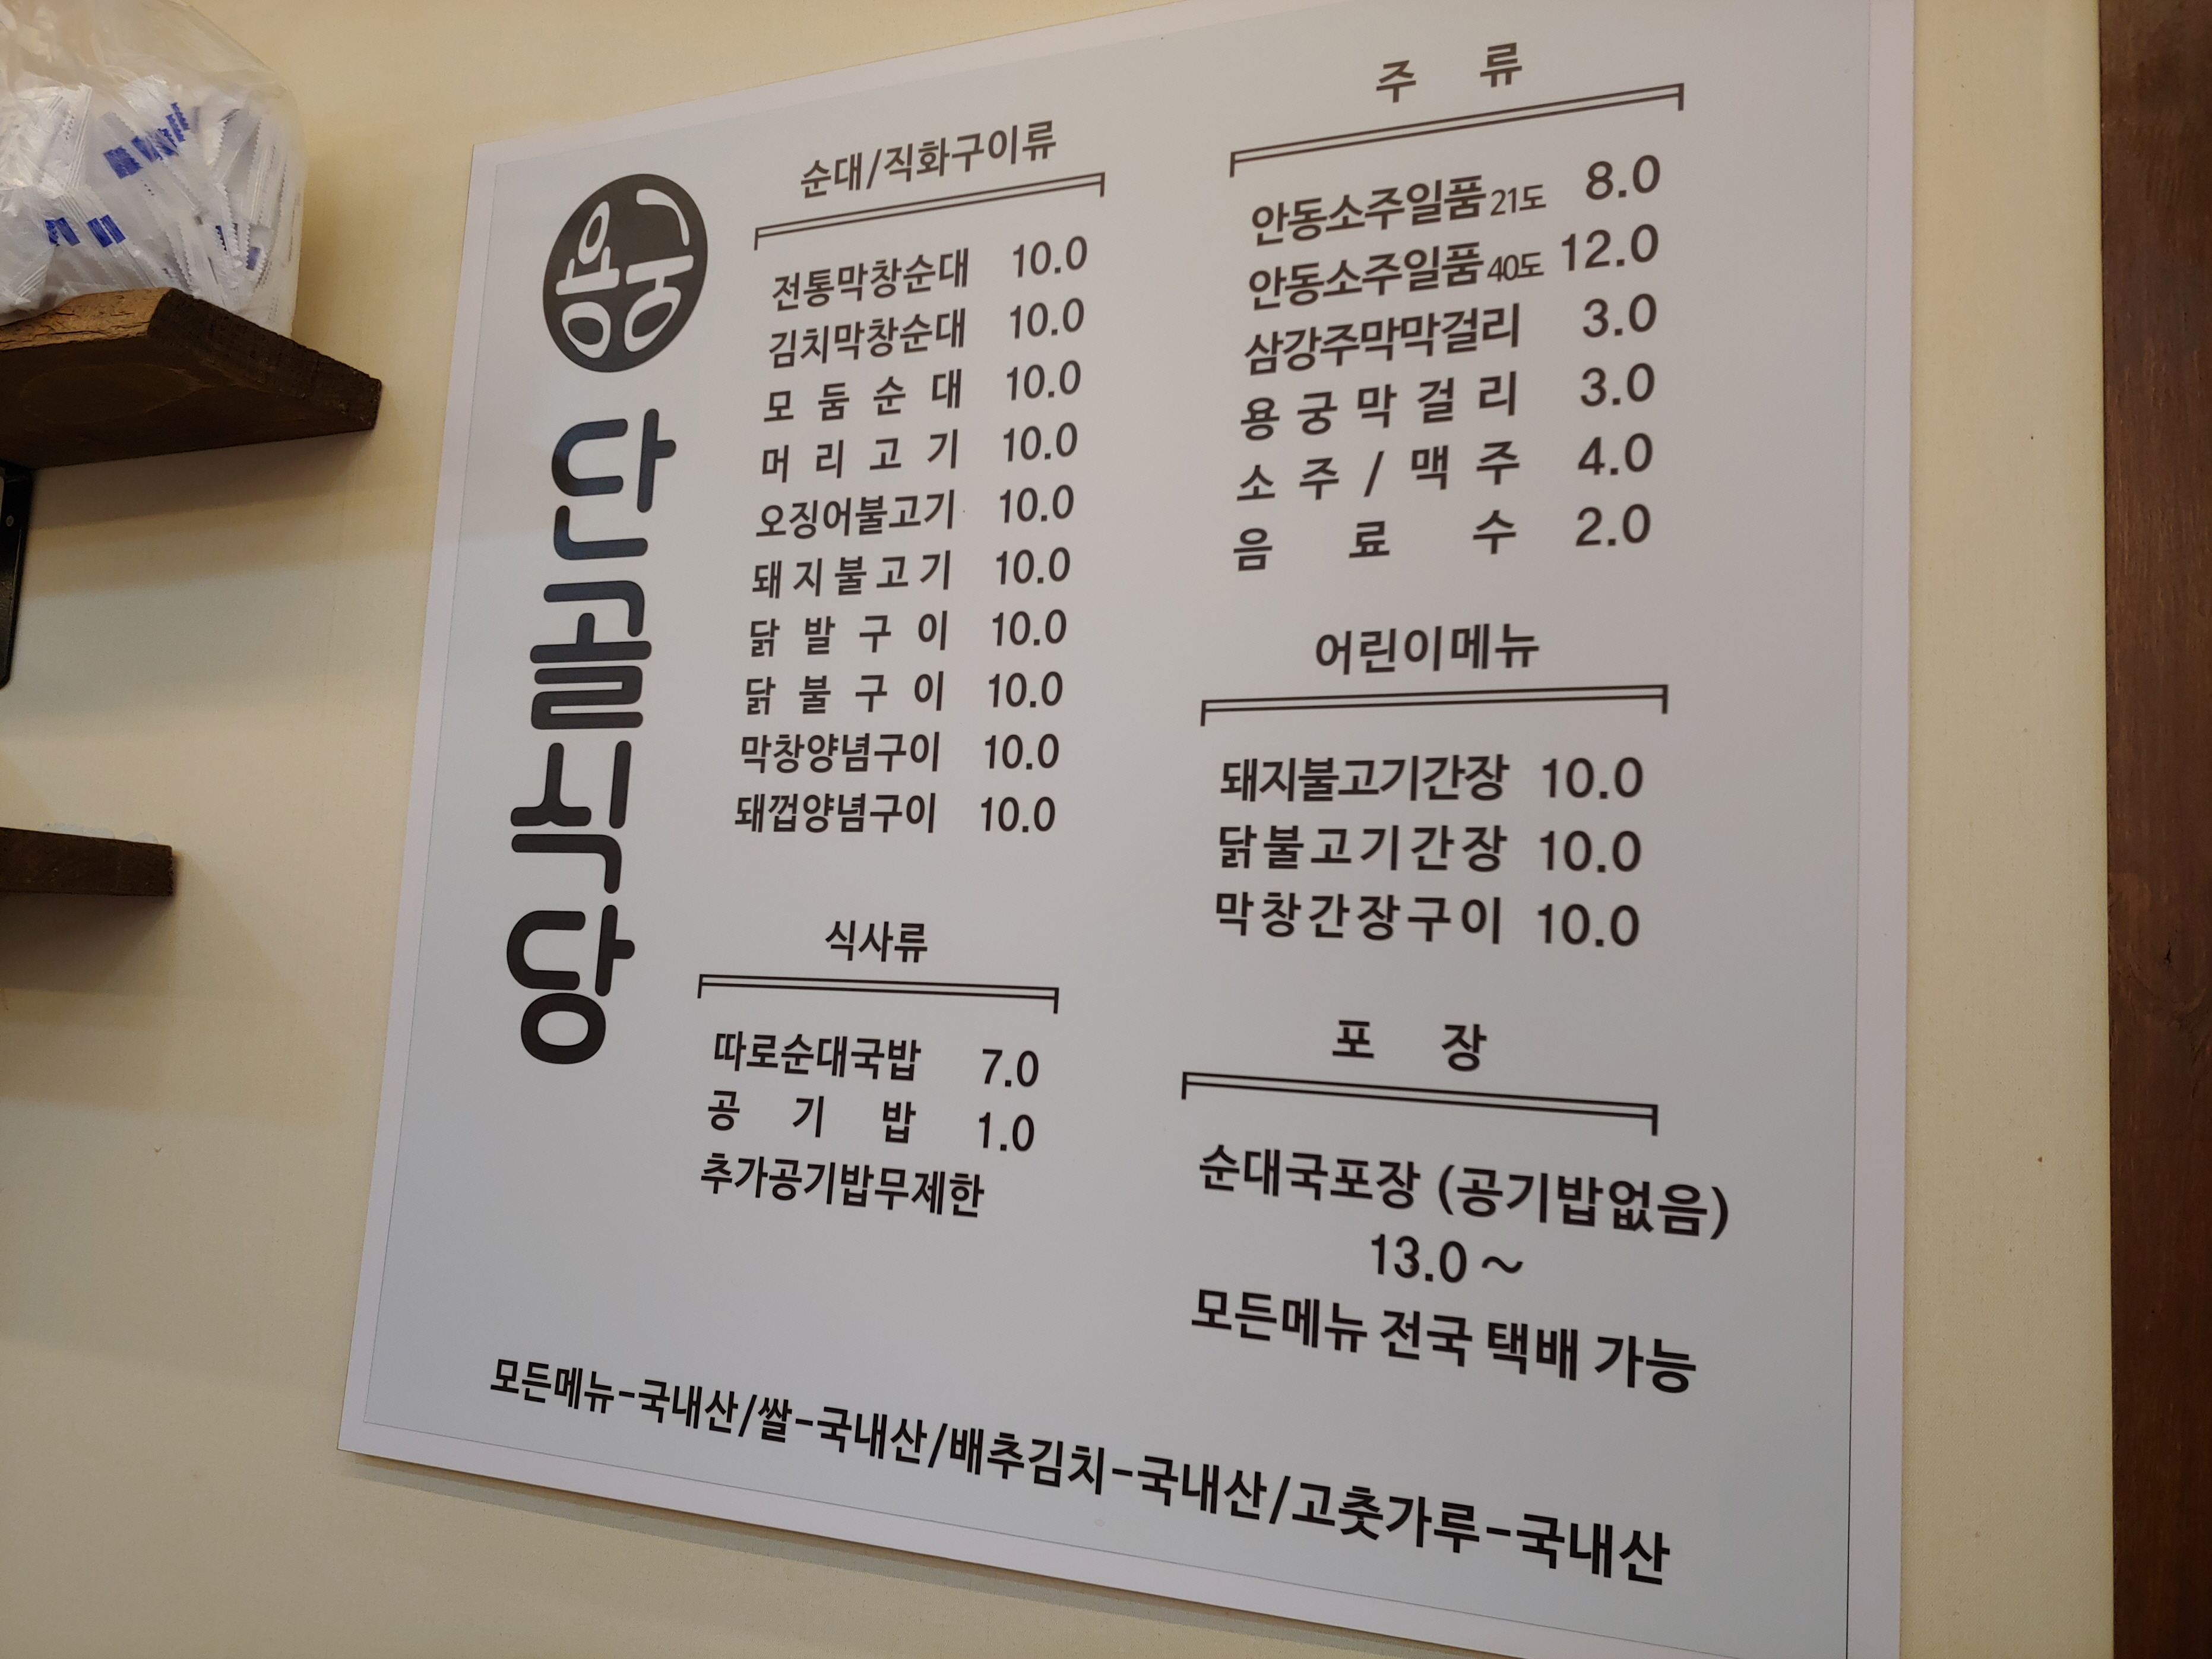 용궁
단골식당
순대/직화구이류
전통막창순대 10.0
김치막창순대 10.0
모둠순대 10.0
머리고기 10.0
오징어불고기 10.0
돼지불고기 10.0
닭발구이 10.0
닭불구이 10.0
막창양념구이 10.0
돼껍양념구이 10.0
식사류
따로순대국밥 7.0
공기밥 1.0
추가공기밥무제한
주류
안동소주일품 21도 8.0
안동소주일품 40도 12.0
삼강주막막걸리 3.0
용궁막걸리 3.0
소주/맥주 4.0
음료수 2.0
어린이메뉴
돼지불고기간장 10.0
닭불고기간장 10.0
막창간장구이 10.0
포장
순대국포장 (공기밥없음)
13.0 ~
모든메뉴 전국 택배 가능
모든메뉴-국내산/쌀-국내산/배추김치-국내산/고춧가루-국내산